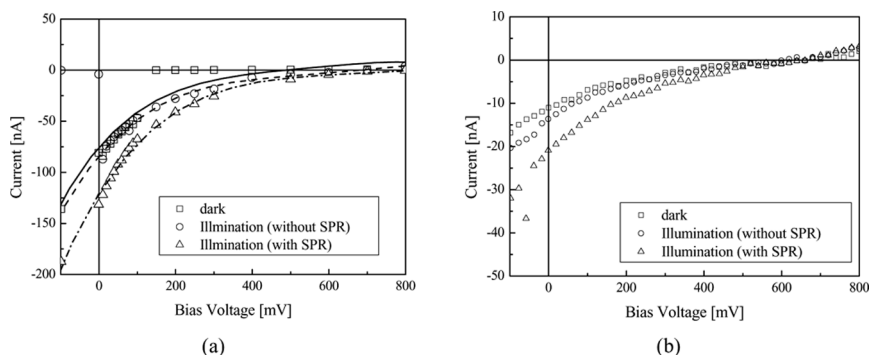 50
0
-50
-100
-150
-200
Current [nA]
dark
Illmination (without SPR)
Illmination (with SPR)
0 200 400 600 800
Bias Voltage [mV]
(a)
10
0
-10
-20
-30
-40
-50
Current [nA]
dark
Illumination (without SPR)
Illumination (with SPR)
0 200 400 600 800
Bias Voltage [mV]
(b)